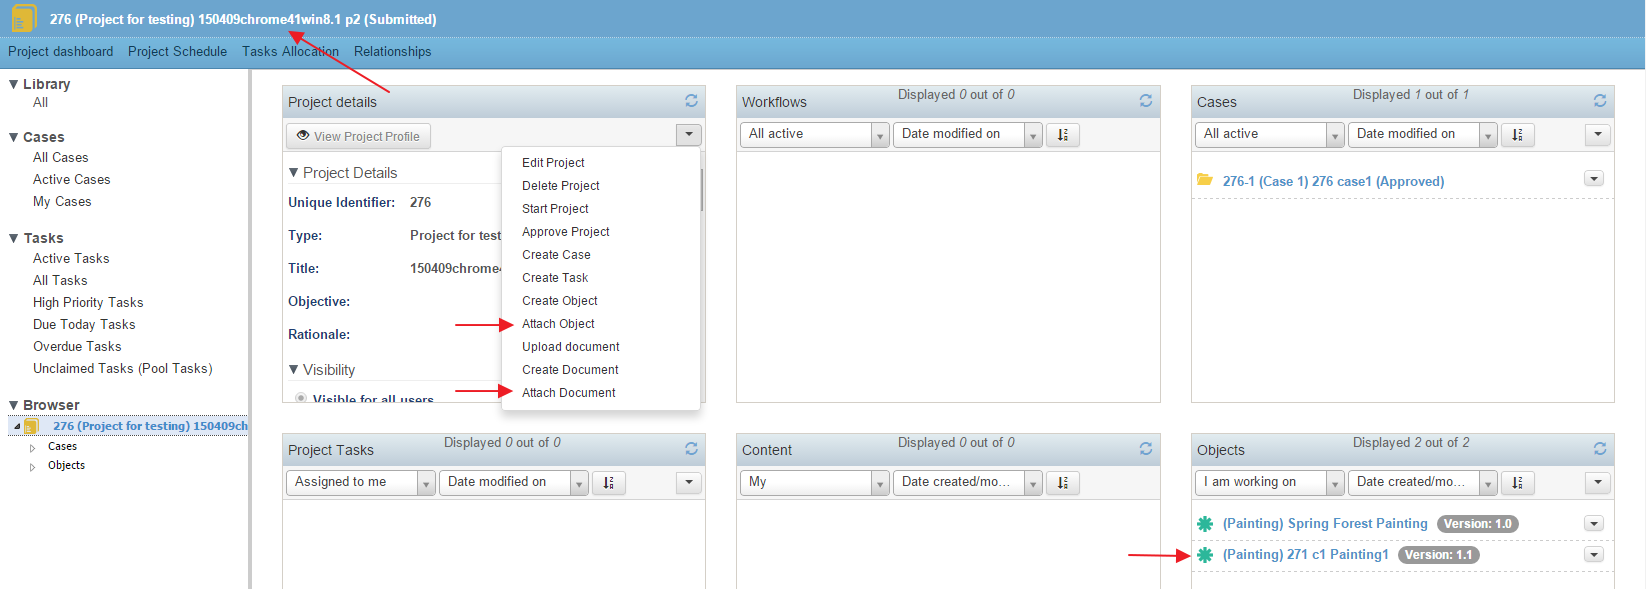 276 (Project for testing) 150409chrome41win8.1 p2 (Submitted)
Project dashboard Project Schedule Tasks Allocation Relationships
Library
All
Cases
All Cases
Active Cases
My Cases
Tasks
Active Tasks
All Tasks
High Priority Tasks
Due Today Tasks
Overdue Tasks
Unclaimed Tasks (Pool Tasks)
Browser
276 (Project for testing) 150409ch
Cases
Objects
Project details
View Project Profile
Project Details
Unique Identifier: 276
Type: Project for test
Title: 150409chrome4
Objective:
Rationale:
Visibility
Visible for all users
Edit Project
Delete Project
Start Project
Approve Project
Create Case
Create Task
Create Object
Attach Object
Upload document
Create Document
Attach Document
Workflows Displayed 0 out of 0
All active Date modified on
Cases Displayed 1 out of 1
All active Date modified on
276-1 (Case 1) 276 case1 (Approved)
Project Tasks Displayed 0 out of 0
Assigned to me Date modified on
Content Displayed 0 out of 0
My Date created/mo...
Objects Displayed 2 out of 2
I am working on Date created/mo...
(Painting) Spring Forest Painting Version: 1.0
(Painting) 271 c1 Painting1 Version: 1.1